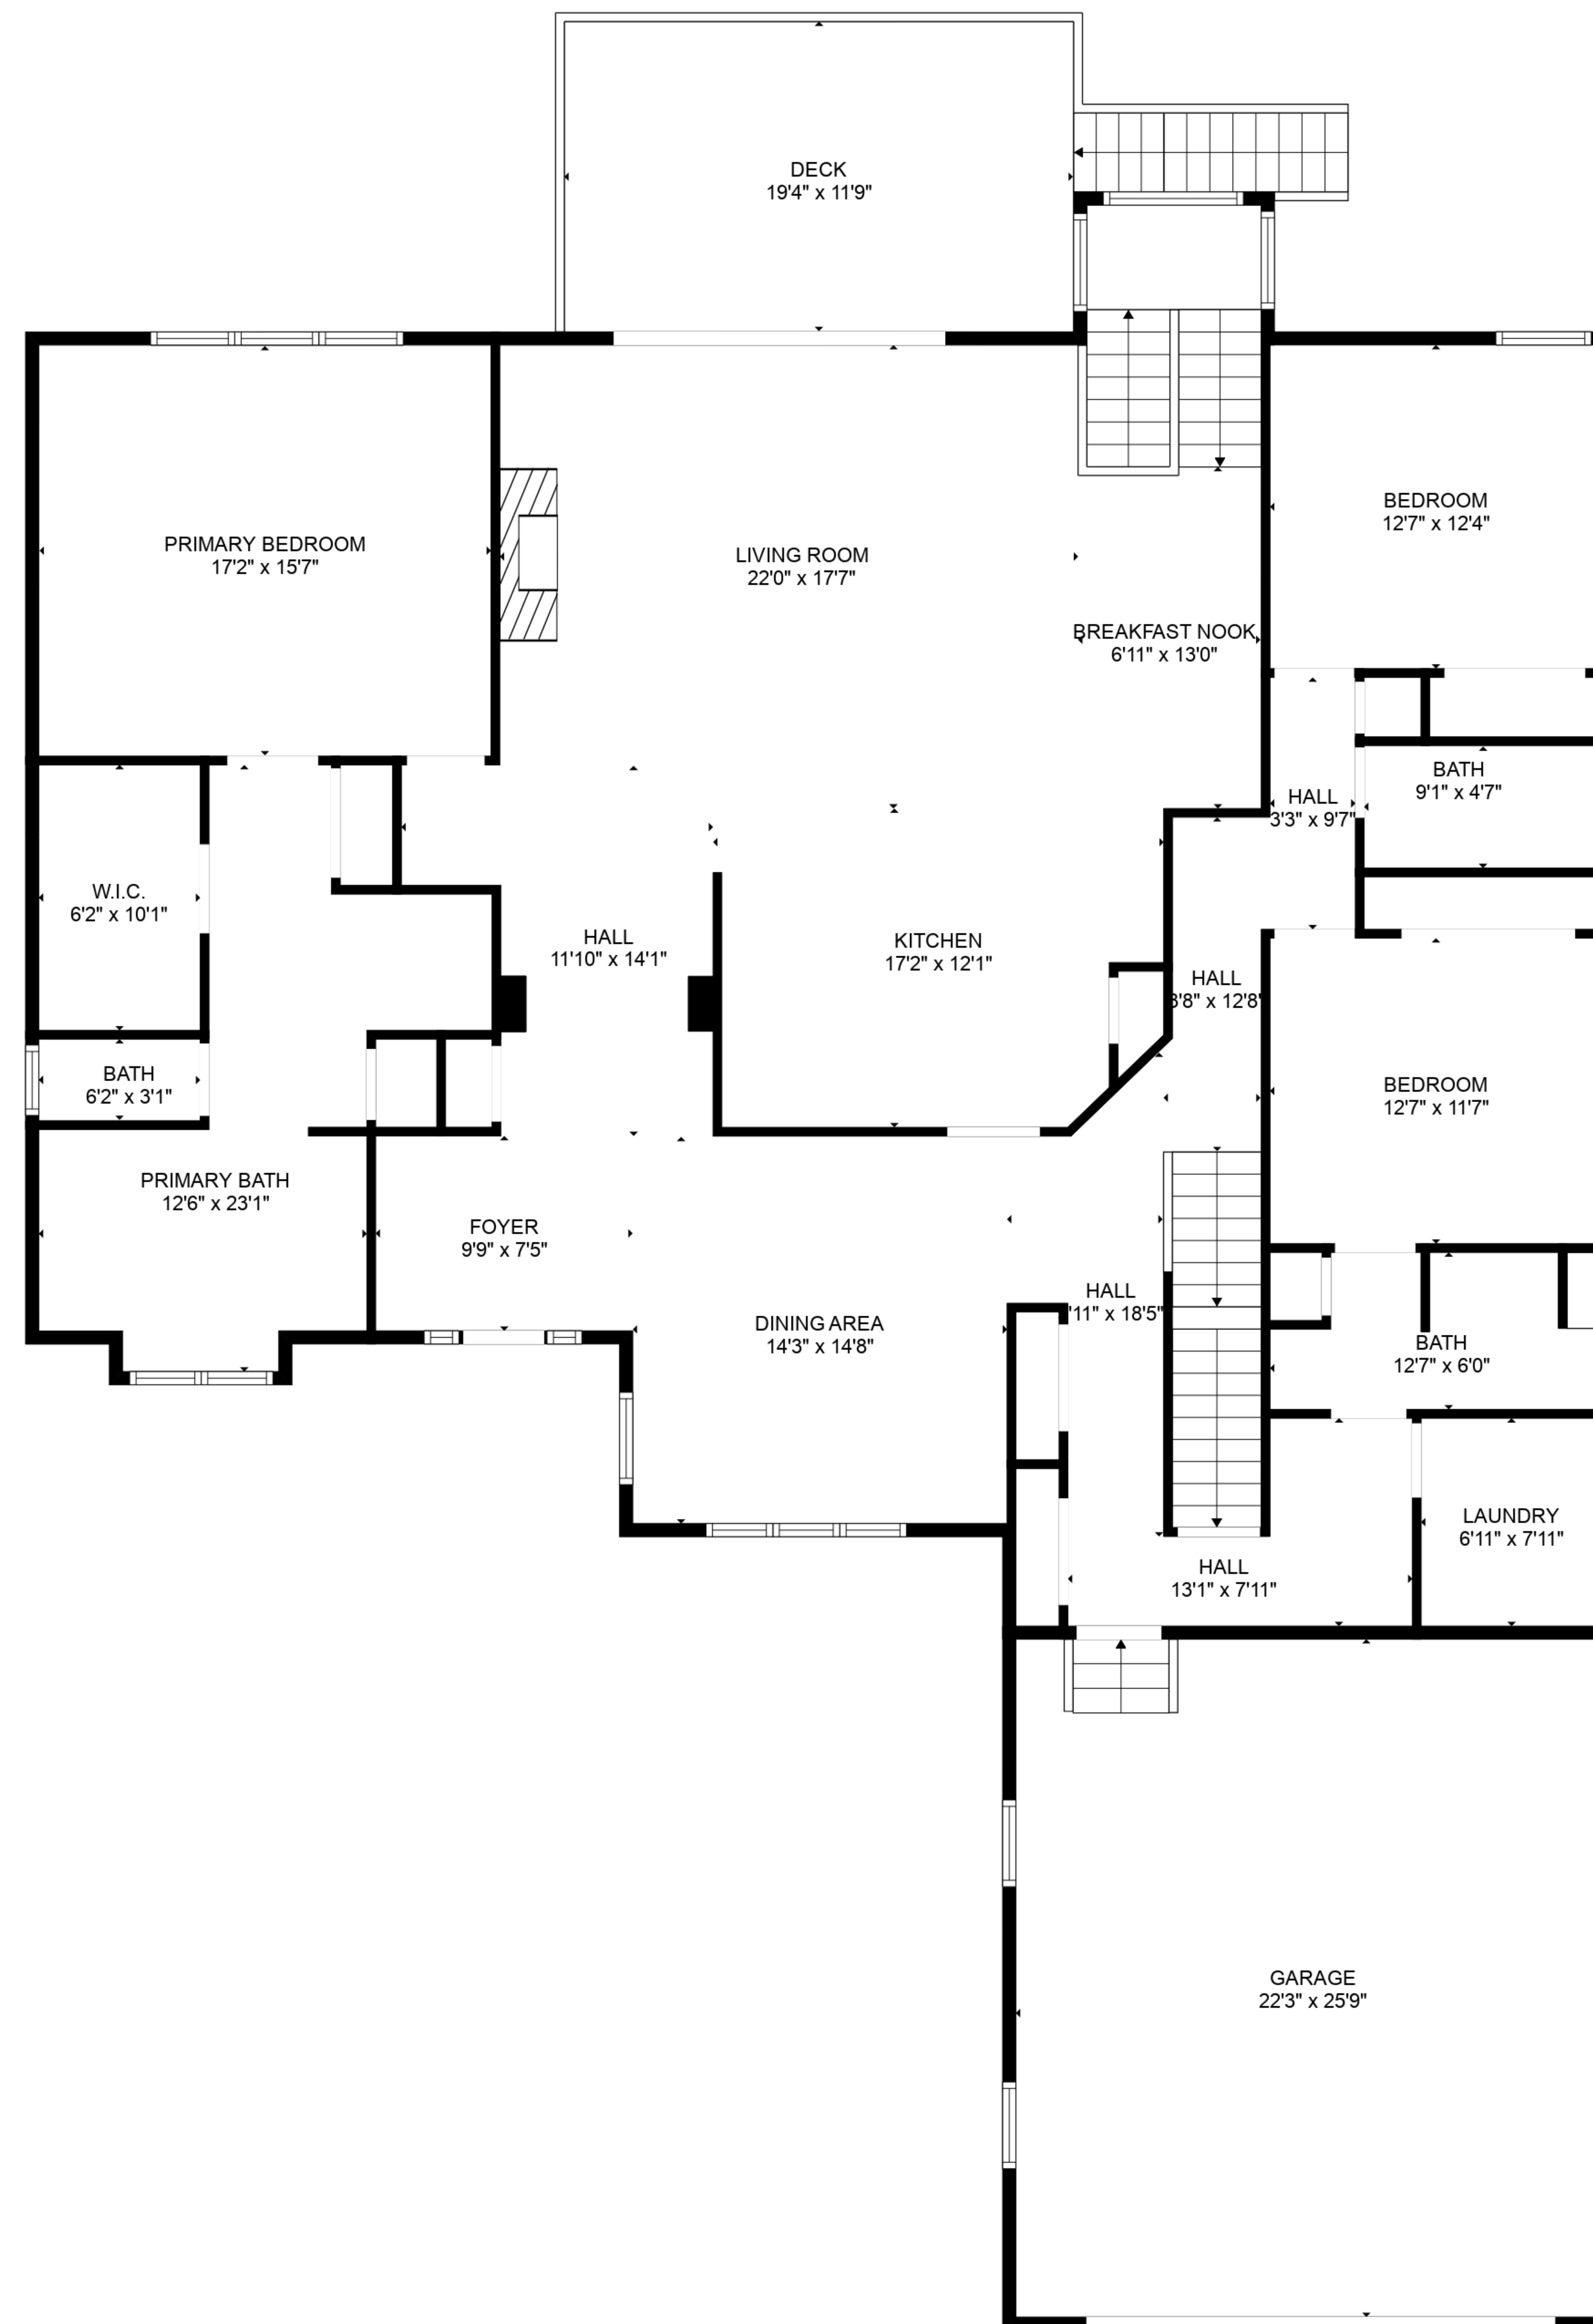 DECK
19'4" x 11'9"
BEDROOM
12'7" x 12'4"
PRIMARY BEDROOM
17'2" x 15'7"
LIVING ROOM
22'0" x 17'7"
BREAKFAST NOOK
6'11" x 13'0"
BATH
9'1" x 4'7"
HALL
3'3" x 9'7"
W.I.C.
6'2" x 10'1"
HALL
11'10" x 14'1"
KITCHEN
17'2" x 12'1"
HALL
x 12'8"
BATH
6'2" x 3'1"
BEDROOM
12'7" x 11'7"
PRIMARY BATH
12'6" x 23'1"
FOYER
9'9" x 7'5"
HALL
'11" x 18'5"
DINING AREA
14'3" x 14'8"
BATH
12'7" x 6'0"
LAUNDRY
6'11" x 7'11"
HALL
13'1" x 7'11"
GARAGE
22'3" x 25'9"